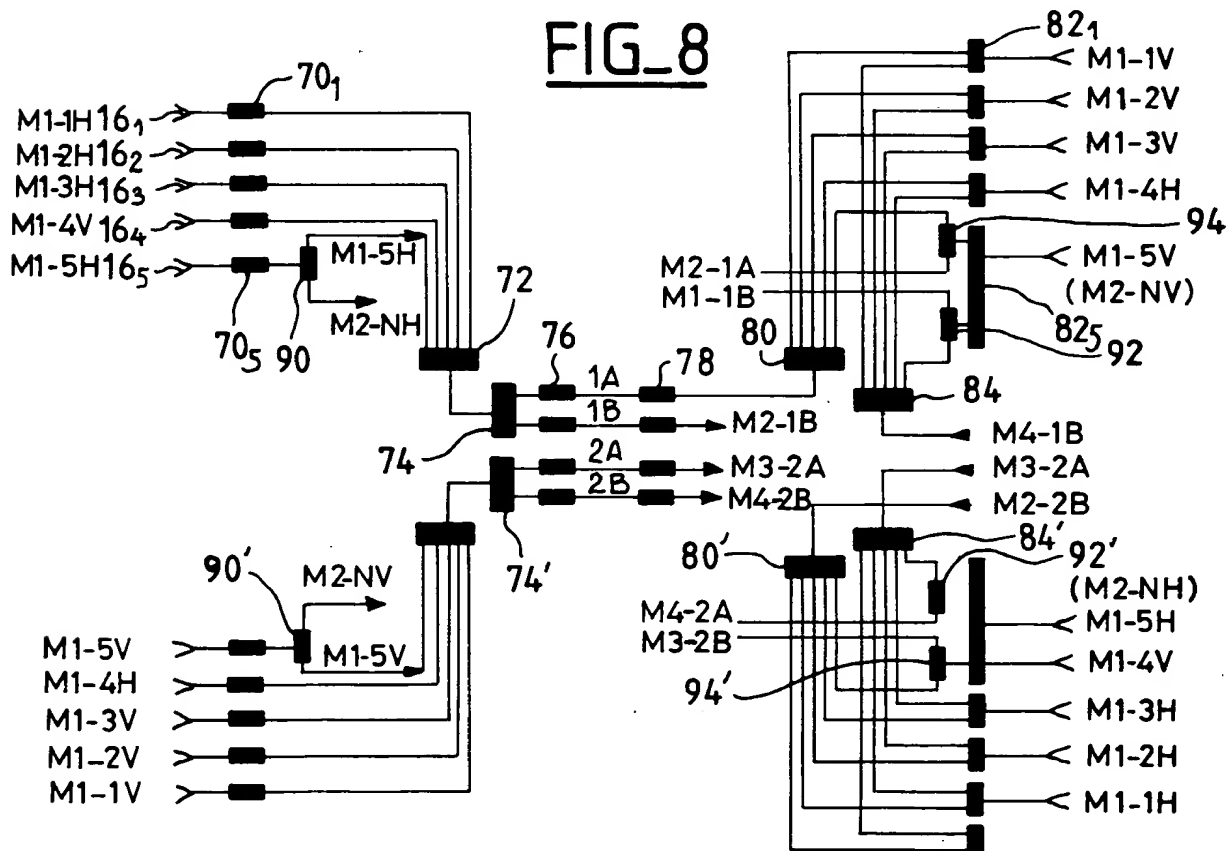 FIG_8
70₁
M1-1H 16₁
M1-2H 16₂
M1-3H 16₃
M1-4V 16₄
M1-5H 16₅
M1-5H
M2-NH
70₅
90
72
76
78
1A
1B
M2-1B
74
2A
M3-2A
2B
M4-2B
74'
90'
M2-NV
M1-5V
M1-5V
M1-4H
M1-3V
M1-2V
M1-1V
82₁
M1-1V
M1-2V
M1-3V
M1-4H
94
M2-1A
M1-1B
M1-5V
(M2-NV)
82₅
92
80
84
M4-1B
M3-2A
M2-2B
80'
84'
92'
(M2-NH)
M4-2A
M3-2B
M1-5H
M1-4V
94'
M1-3H
M1-2H
M1-1H